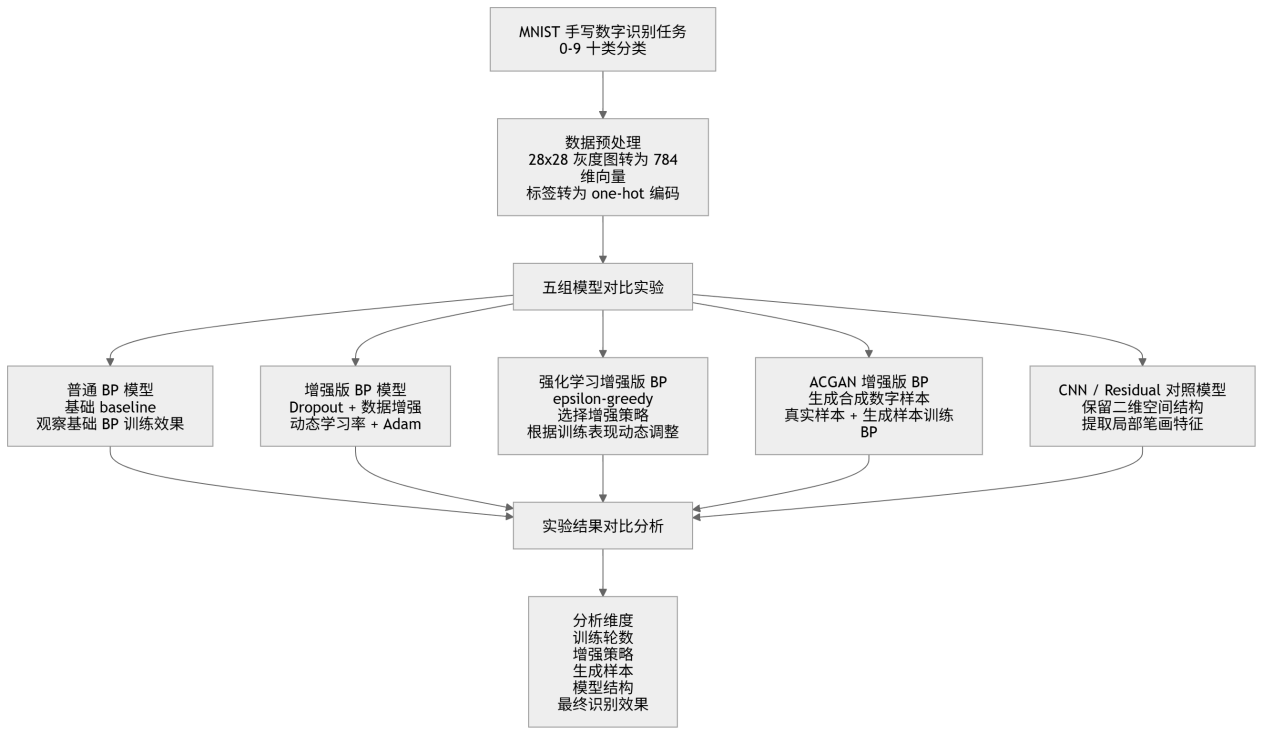 MNIST 手写数字识别任务
0-9 十类分类
数据预处理
28x28 灰度图转为 784
维向量
标签转为 one-hot 编码
五组模型对比实验
普通 BP 模型
基础 baseline
观察基础 BP 训练效果
增强版 BP 模型
Dropout + 数据增强
动态学习率 + Adam
强化学习增强版 BP
epsilon-greedy
选择增强策略
根据训练表现动态调整
ACGAN 增强版 BP
生成合成数字样本
真实样本 + 生成样本训练
BP
CNN / Residual 对照模型
保留二维空间结构
提取局部笔画特征
实验结果对比分析
分析维度
训练轮数
增强策略
生成样本
模型结构
最终识别效果